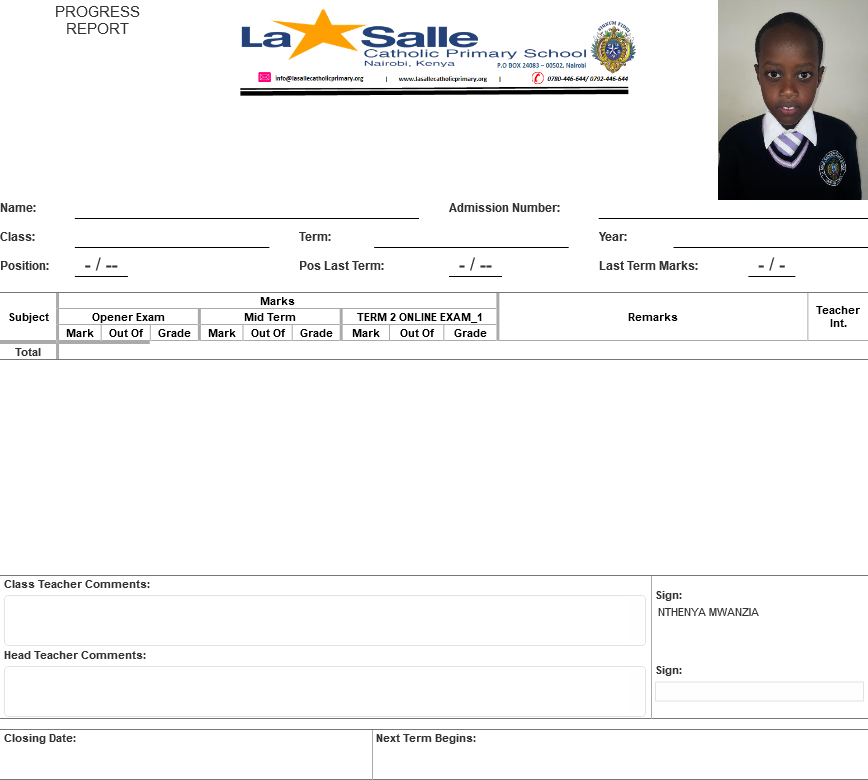 PROGRESS
REPORT
La Salle
Catholic Primary School
Nairobi, Kenya
P.O BOX 24083 – 00502, Nairobi
info@lasallecatholicprimary.org | www.lasallecatholicprimary.org | 0780-446-644/ 0792-446-644
Name: Admission Number:
Class: Term: Year:
Position: - / -- Pos Last Term: - / -- Last Term Marks: - / -
Subject Marks Remarks Teacher Int.
Opener Exam Mid Term TERM 2 ONLINE EXAM_1
Mark Out Of Grade Mark Out Of Grade Mark Out Of Grade
Total
Class Teacher Comments:
Sign:
NTHENYA MWANZIA
Head Teacher Comments:
Sign:
Closing Date: Next Term Begins: